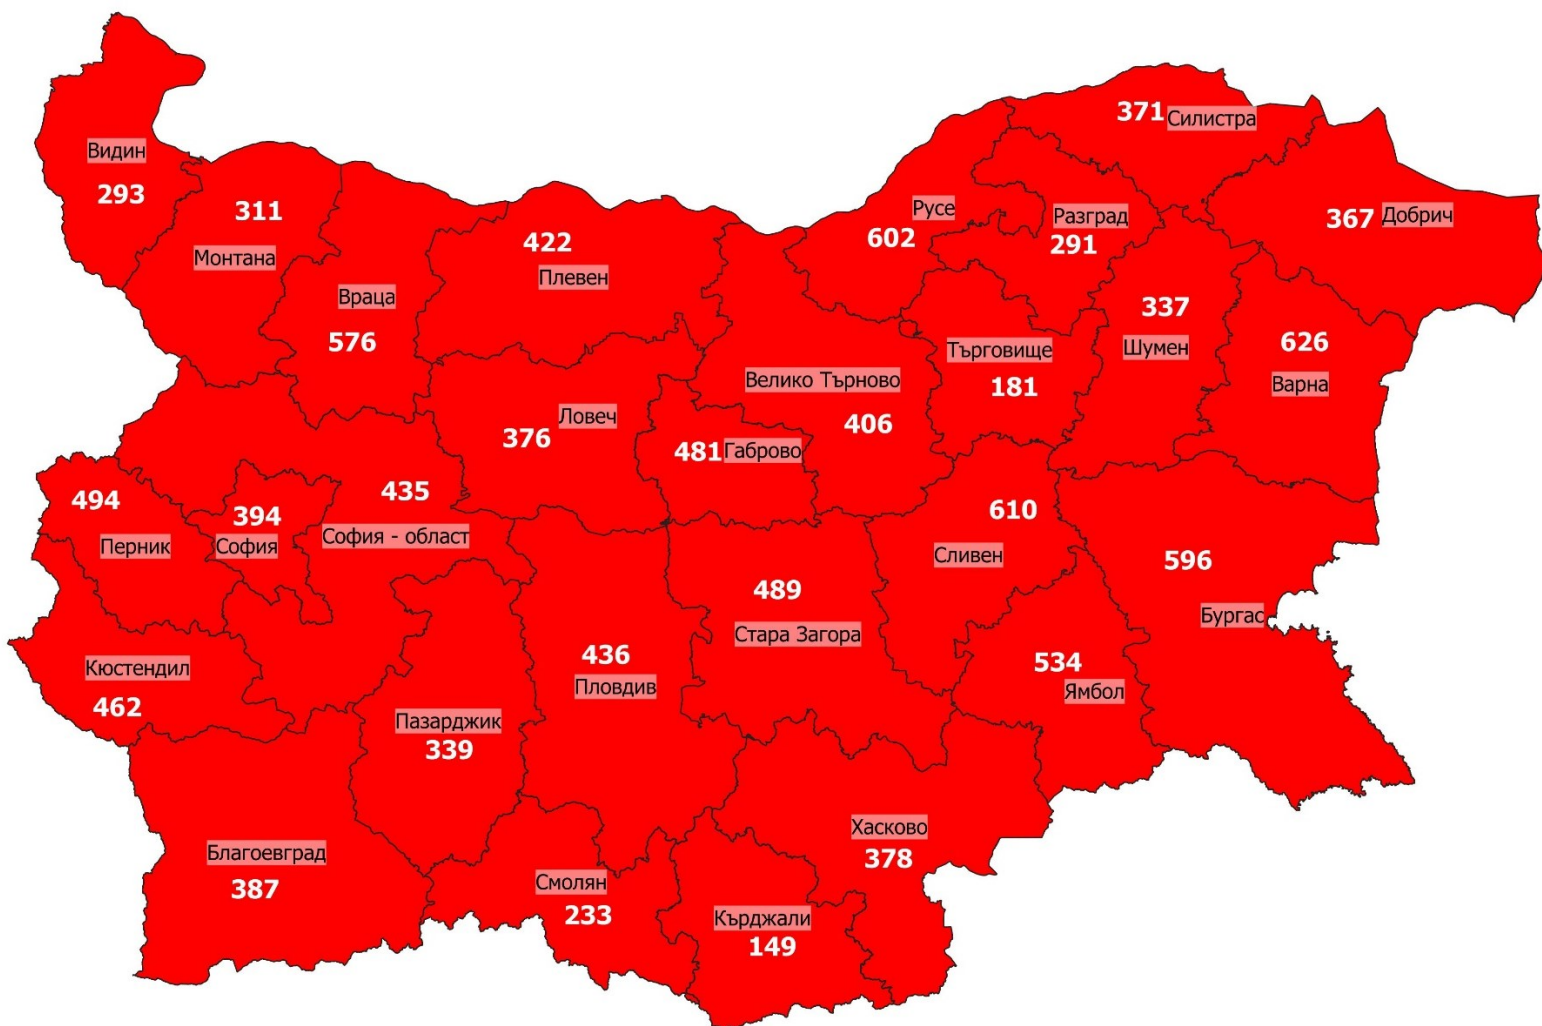 371
Силистра
Видин
293
311
Монтана
Русе
602
Разград
291
367
Добрич
422
Плевен
Враца
576
337
Шумен
626
Варна
Търговище
181
Велико Търново
406
Ловеч
376
481
Габрово
494
Перник
394
София
435
София - област
610
Сливен
596
Бургас
489
Стара Загора
436
Пловдив
534
Ямбол
Кюстендил
462
Пазарджик
339
Хасково
378
Благоевград
387
Смолян
233
Кърджали
149